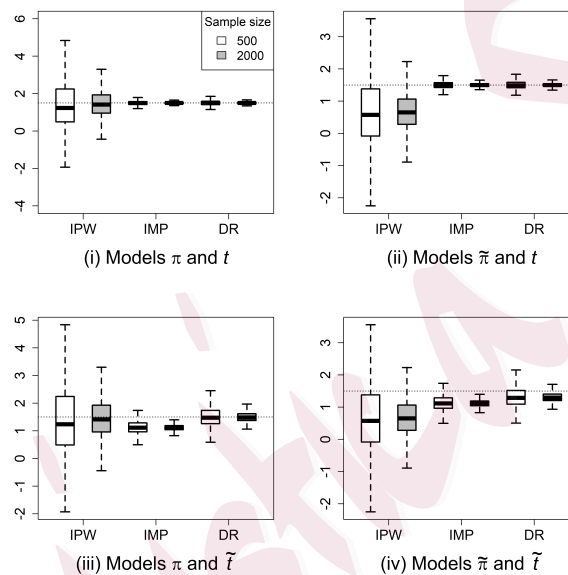 Sample size
500
2000
6
4
2
0
-2
-4
IPW
IMP
DR
(i) Models π and t
3
2
1
0
-1
-2
IPW
IMP
DR
(ii) Models π̃ and t
5
4
3
2
1
0
-1
-2
IPW
IMP
DR
(iii) Models π and t̃
3
2
1
0
-1
-2
IPW
IMP
DR
(iv) Models π̃ and t̃